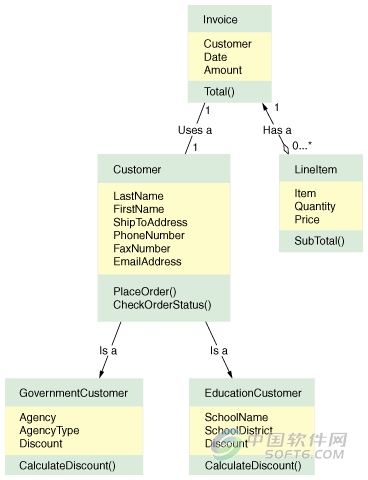 Invoice
Customer
Date
Amount
Total()
1
1
Uses a
Has a
1
0...*
Customer
LineItem
LastName
FirstName
ShipToAddress
PhoneNumber
FaxNumber
EmailAddress
Item
Quantity
Price
SubTotal()
PlaceOrder()
CheckOrderStatus()
Is a
Is a
GovernmentCustomer
EducationCustomer
Agency
AgencyType
Discount
SchoolName
SchoolDistrict
Discount
中国软件网
SOFT6.COM
CalculateDiscount()
CalculateDiscount()